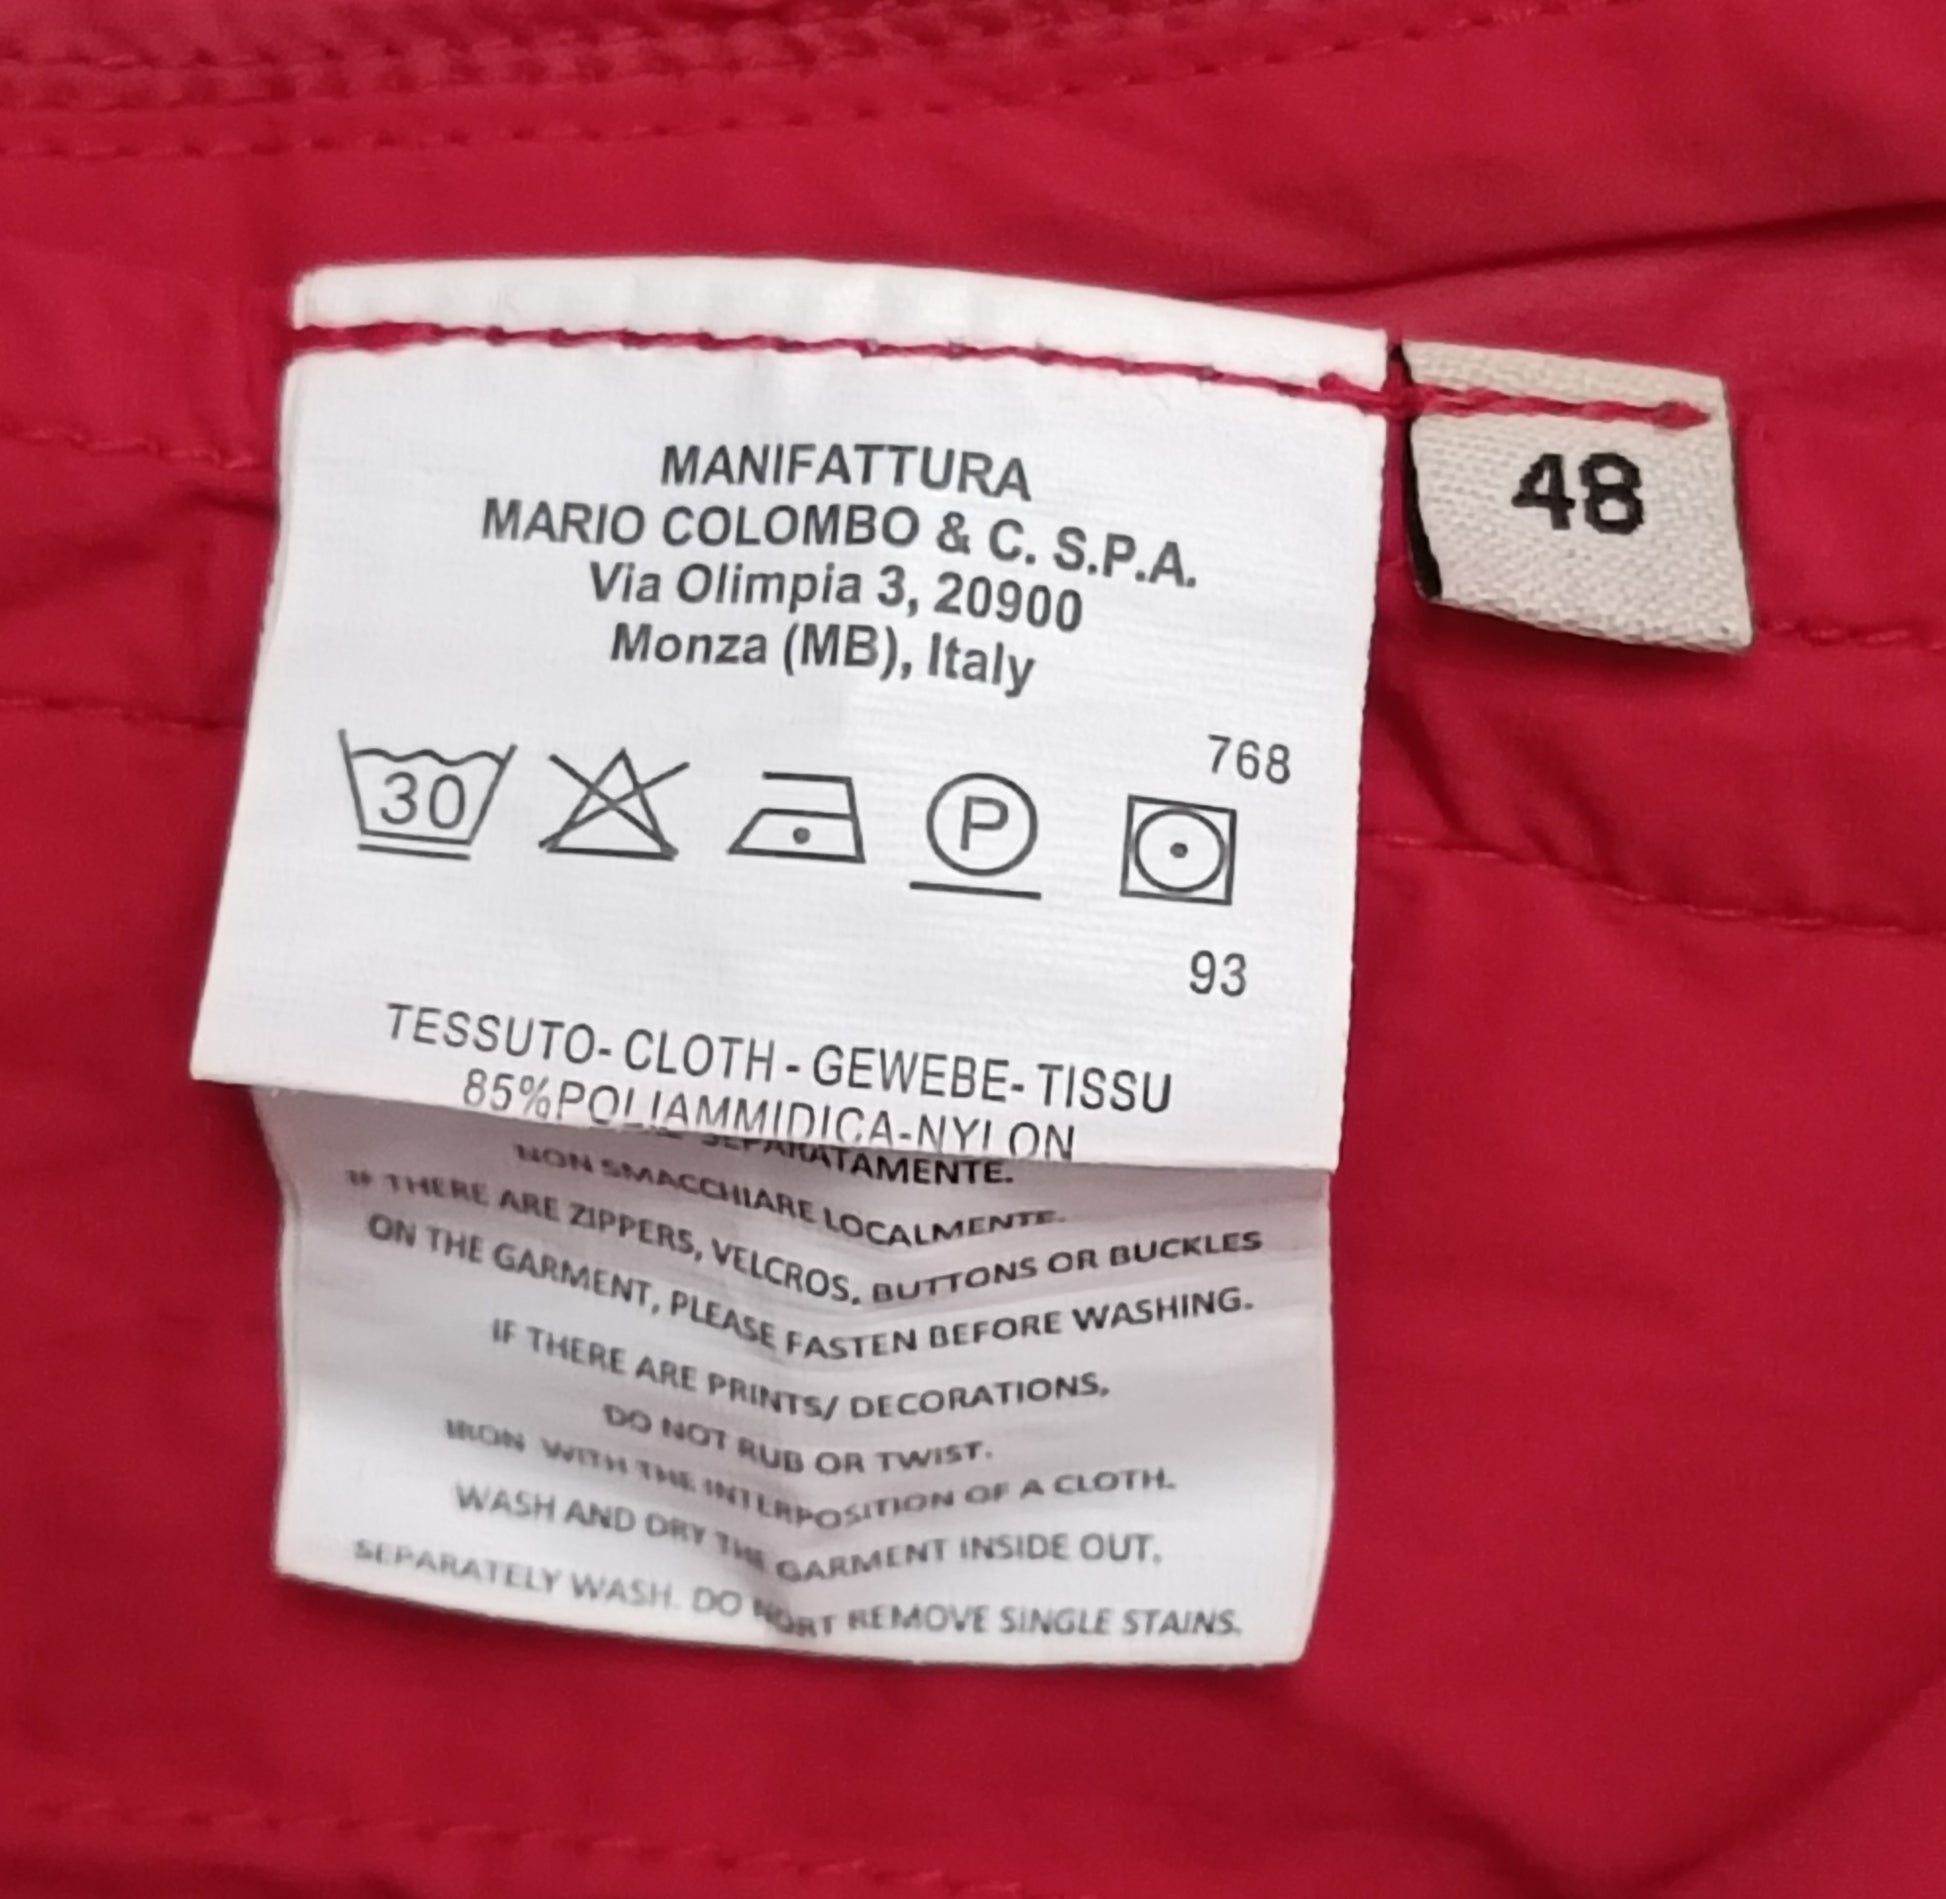 MANIFATTURA
MARIO COLOMBO & C. S.P.A.
Via Olimpia 3, 20900
Monza (MB), Italy
48
768
30
P
93
TESSUTO- CLOTH - GEWEBE- TISSU
85%POLIAMMIDICA-NYLON
SEPARATAMENTE.
NON SMACCHIARE LOCALMENTE.
IF THERE ARE ZIPPERS, VELCROS, BUTTONS OR BUCKLES
ON THE GARMENT, PLEASE FASTEN BEFORE WASHING.
IF THERE ARE PRINTS/ DECORATIONS,
DO NOT RUB OR TWIST.
IRON WITH THE INTERPOSITION OF A CLOTH.
WASH AND DRY THE GARMENT INSIDE OUT.
SEPARATELY WASH. DO REMOVE SINGLE STAINS.